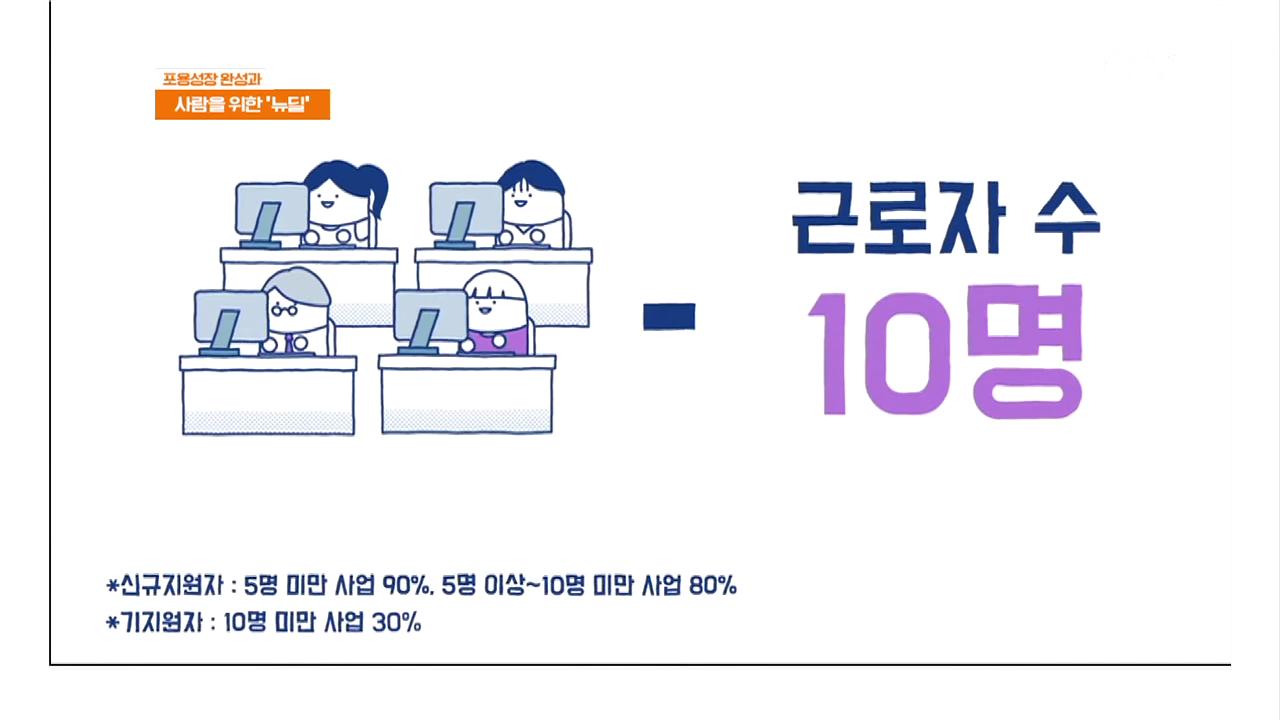 포용성장 완성과
사람을 위한 '뉴딜'
근로자 수
10명
*신규지원자 : 5명 미만 사업 90%, 5명 이상~10명 미만 사업 80%
*기지원자 : 10명 미만 사업 30%